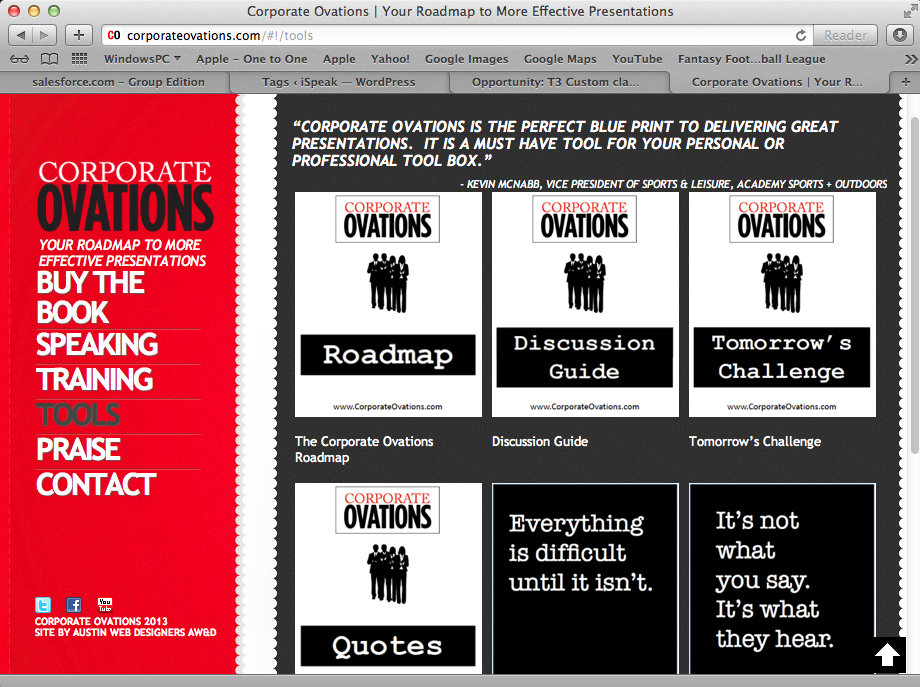 Corporate Ovations | Your Roadmap to More Effective Presentations
CO corporateovations.com/#!/tools
Reader
WindowsPC
Apple – One to One
Apple
Yahoo!
Google Images
Google Maps
YouTube
Fantasy Foot...ball League
salesforce.com – Group Edition
Tags ‹ iSpeak — WordPress
Opportunity: T3 Custom cla...
Corporate Ovations | Your R...
CORPORATE
OVATIONS
YOUR ROADMAP TO MORE
EFFECTIVE PRESENTATIONS
BUY THE
BOOK
SPEAKING
TRAINING
TOOLS
PRAISE
CONTACT
You
Tube
CORPORATE OVATIONS 2013
SITE BY AUSTIN WEB DESIGNERS AW&D
“CORPORATE OVATIONS IS THE PERFECT BLUE PRINT TO DELIVERING GREAT
PRESENTATIONS. IT IS A MUST HAVE TOOL FOR YOUR PERSONAL OR
PROFESSIONAL TOOL BOX.”
- KEVIN MCNABB, VICE PRESIDENT OF SPORTS & LEISURE, ACADEMY SPORTS + OUTDOORS
CORPORATE
OVATIONS
Roadmap
www.CorporateOvations.com
The Corporate Ovations
Roadmap
CORPORATE
OVATIONS
Discussion
Guide
www.CorporateOvations.com
Discussion Guide
CORPORATE
OVATIONS
Tomorrow’s
Challenge
www.CorporateOvations.com
Tomorrow’s Challenge
CORPORATE
OVATIONS
Quotes
Everything
is difficult
until it isn’t.
It’s not
what
you say.
It’s what
they hear.